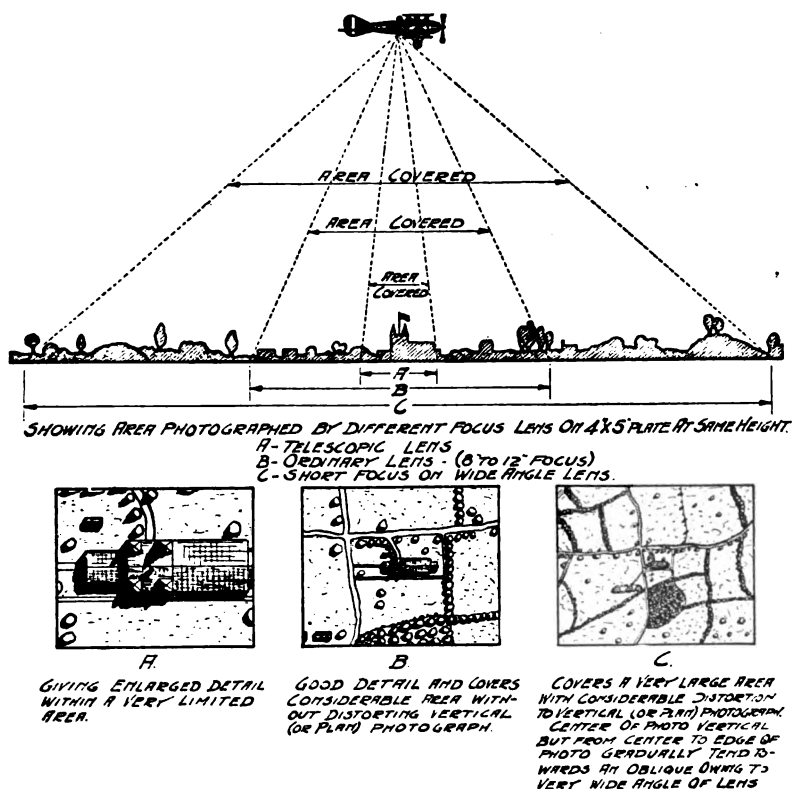 AREA COVERED
AREA COVERED
AREA
COVERED
A
B
C
SHOWING AREA PHOTOGRAPHED BY DIFFERENT FOCUS LENS ON 4"X5" PLATE AT SAME HEIGHT.
A - TELESCOPIC LENS
B - ORDINARY LENS - (8" TO 12" FOCUS)
C - SHORT FOCUS OR WIDE ANGLE LENS.
A.
GIVING ENLARGED DETAIL
WITHIN A VERY LIMITED
AREA.
B.
GOOD DETAIL AND COVERS
CONSIDERABLE AREA WITH-
OUT DISTORTING VERTICAL
(OR PLAN) PHOTOGRAPH.
C.
COVERS A VERY LARGE AREA
WITH CONSIDERABLE DISTORTION
TO VERTICAL (OR PLAN) PHOTOGRAPH.
CENTER OF PHOTO VERTICAL
BUT FROM CENTER TO EDGE OF
PHOTO GRADUALLY TEND TO-
WARDS AN OBLIQUE OWING TO
VERY WIDE ANGLE OF LENS